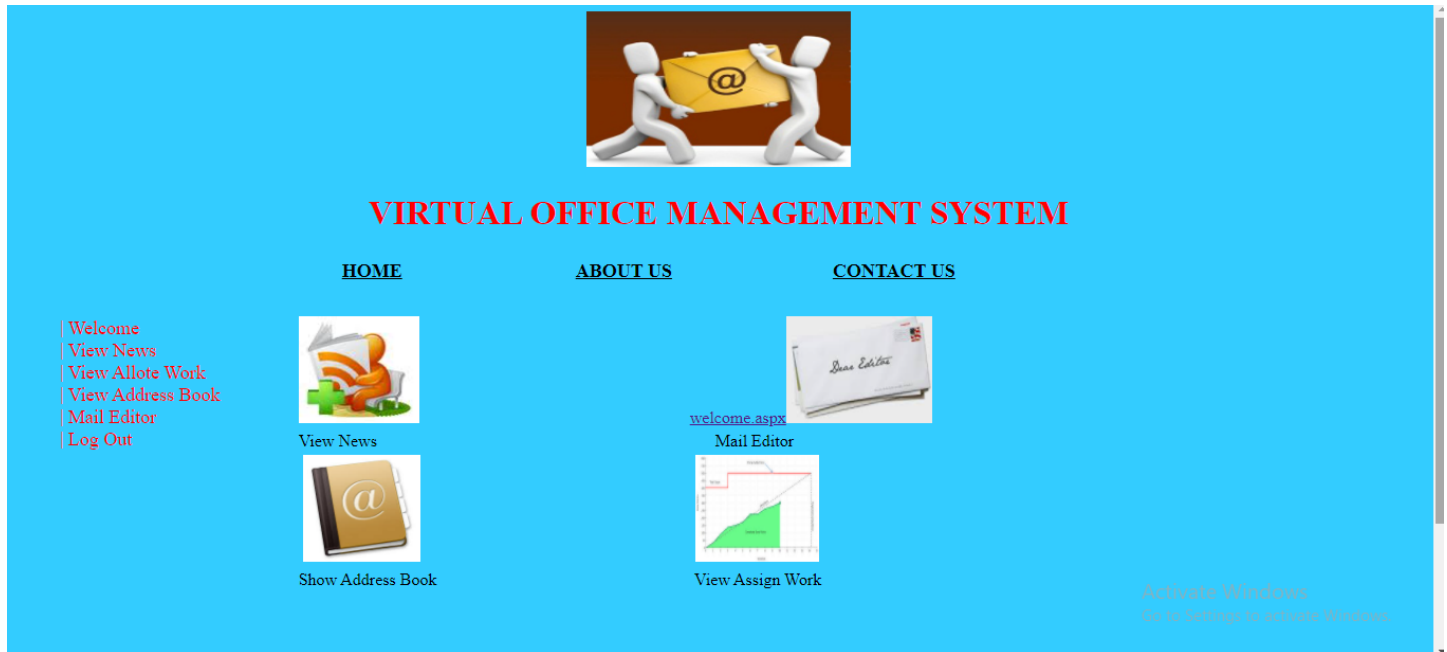 @
VIRTUAL OFFICE MANAGEMENT SYSTEM
HOME ABOUT US CONTACT US
| Welcome
| View News
| View Allote Work
| View Address Book
| Mail Editor
| Log Out
Dear Editor
welcome.aspx
View News Mail Editor
@
Show Address Book View Assign Work
Activate Windows
Go to Settings to activate Windows.